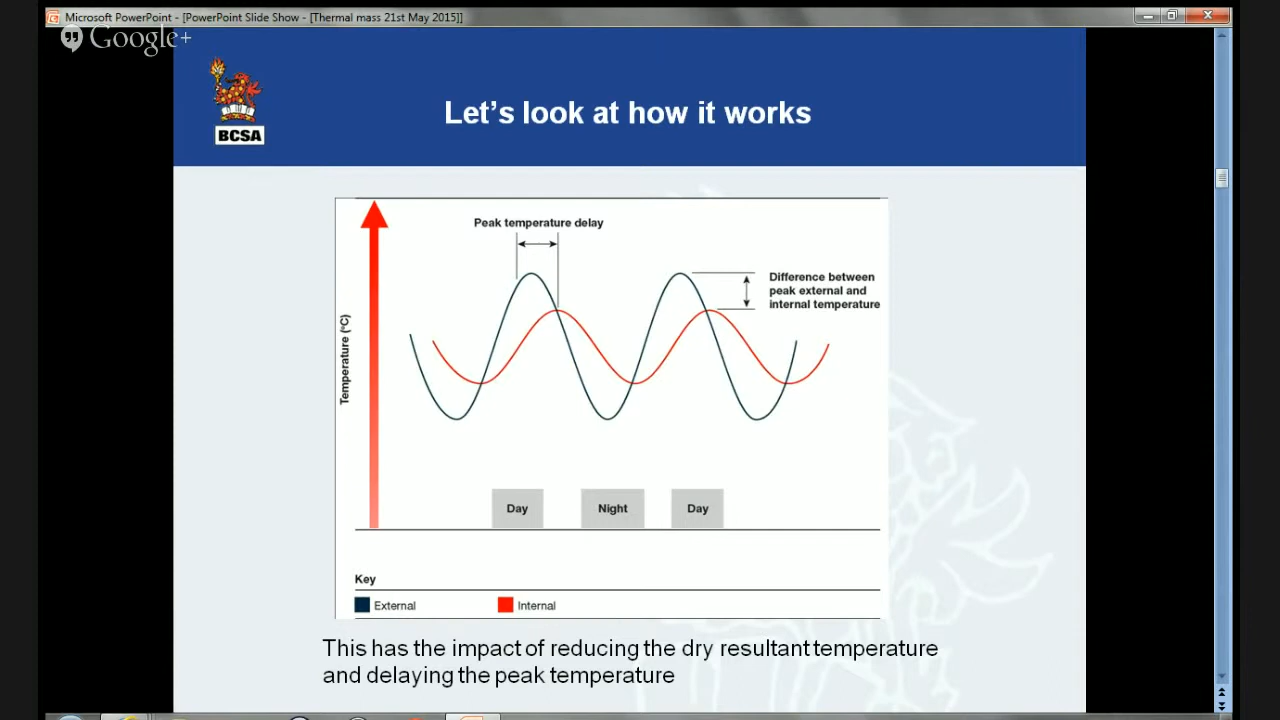 Microsoft PowerPoint - [PowerPoint Slide Show - [Thermal mass 21st May 2015]]
Google+
BCSA
Let's look at how it works
Peak temperature delay
Difference between
peak external and
internal temperature
Temperature (°C)
Day
Night
Day
Key
External
Internal
This has the impact of reducing the dry resultant temperature
and delaying the peak temperature